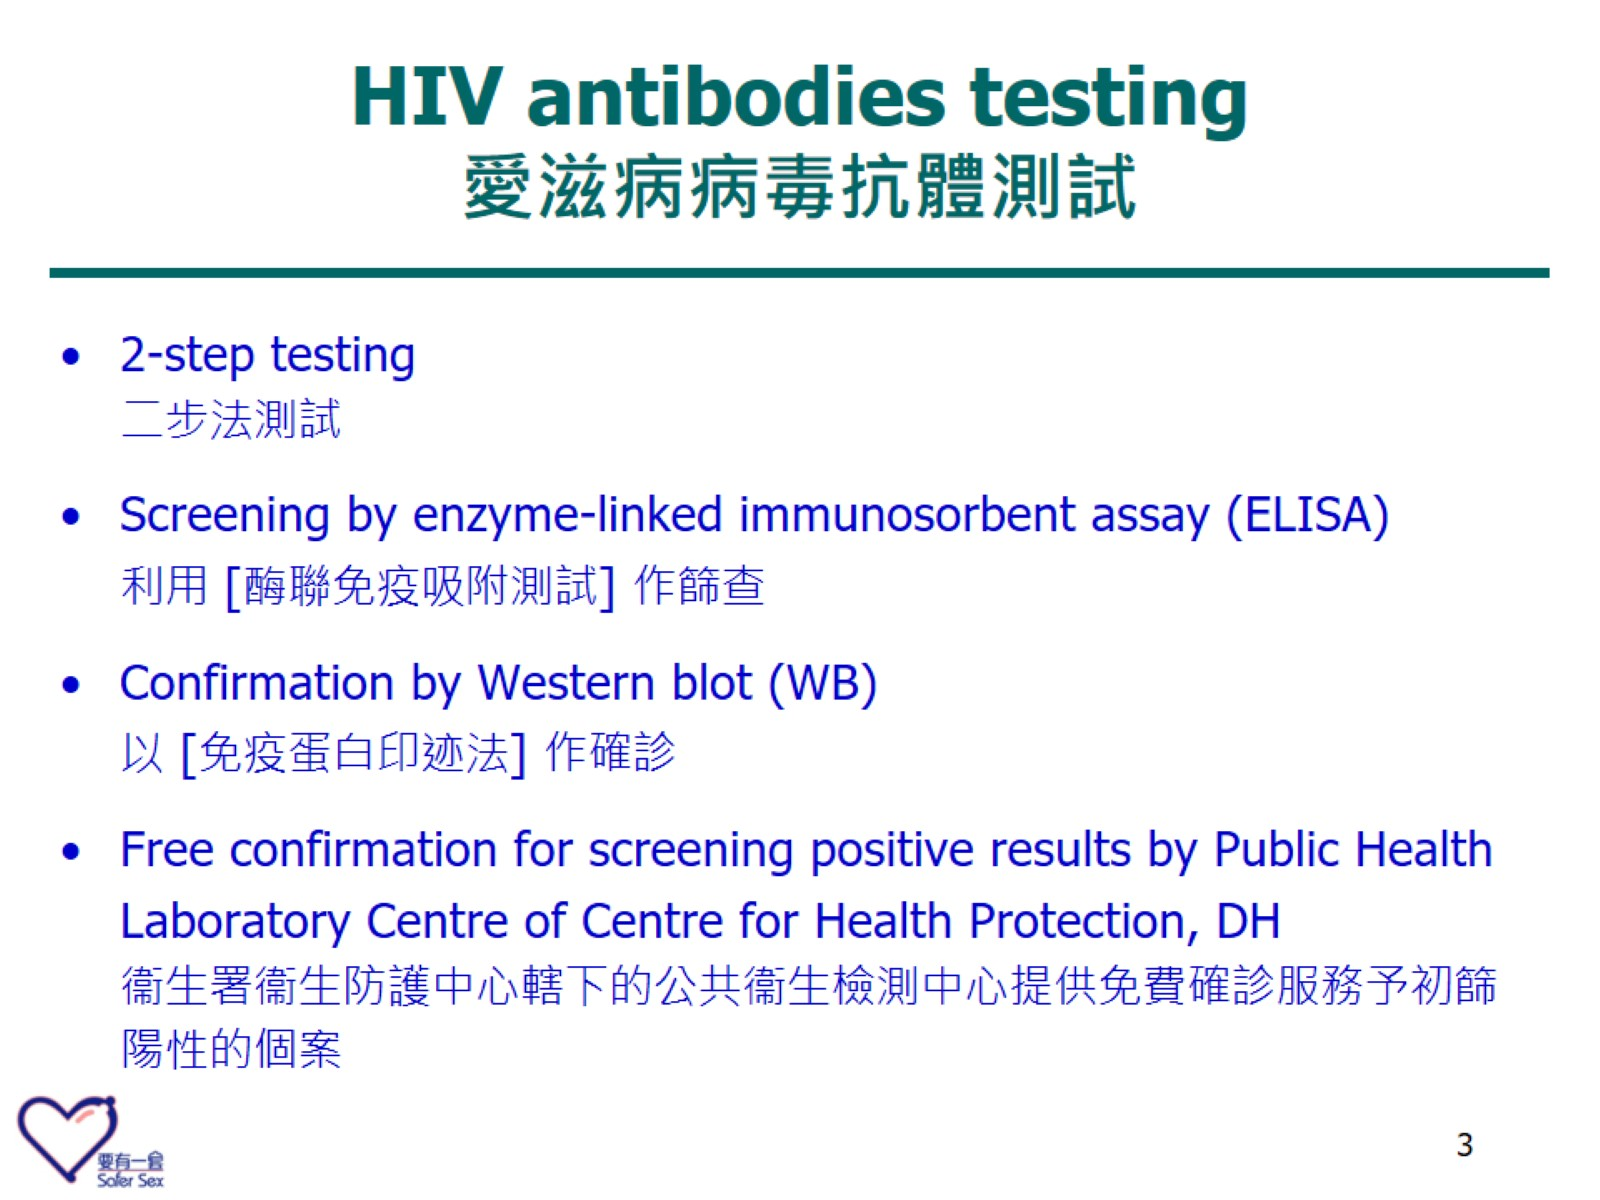 HIV antibodies testing
愛滋病病毒抗體測試
• 2-step testing
二步法測試
• Screening by enzyme-linked immunosorbent assay (ELISA)
利用 [酶聯免疫吸附測試] 作篩查
• Confirmation by Western blot (WB)
以 [免疫蛋白印迹法] 作確診
• Free confirmation for screening positive results by Public Health
Laboratory Centre of Centre for Health Protection, DH
衞生署衞生防護中心轄下的公共衞生檢測中心提供免費確診服務予初篩
陽性的個案
要有一套
Safer Sex
3